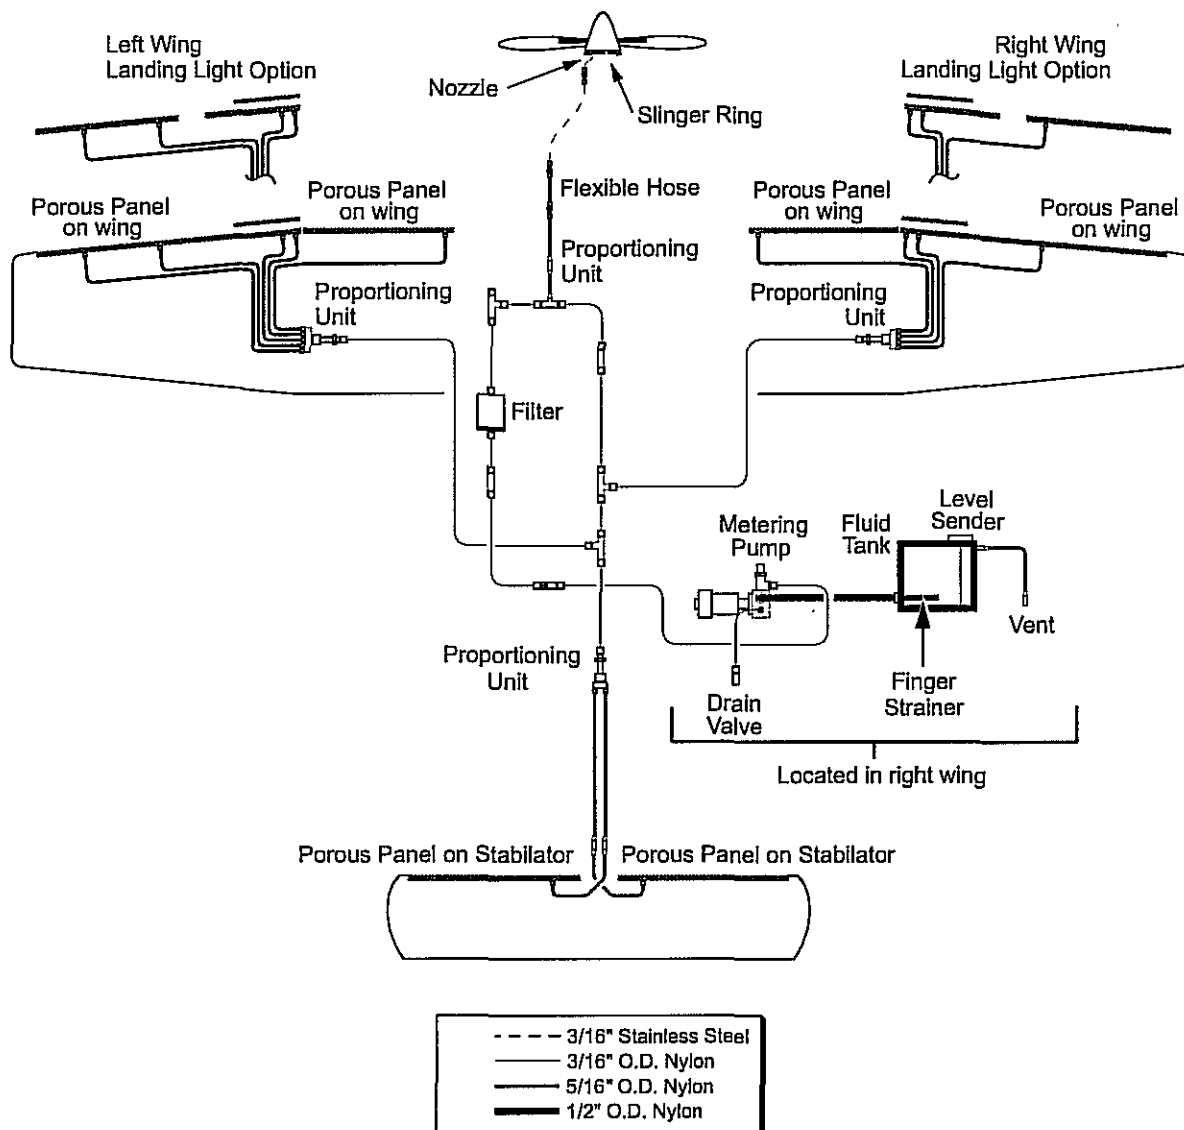 Left Wing
Landing Light Option
Right Wing
Landing Light Option
Nozzle
Slinger Ring
Porous Panel
on wing
Porous Panel
on wing
Flexible Hose
Porous Panel
on wing
Porous Panel
on wing
Proportioning
Unit
Proportioning
Unit
Proportioning
Unit
Filter
Metering
Pump
Fluid
Tank
Level
Sender
Vent
Proportioning
Unit
Drain
Valve
Finger
Strainer
Located in right wing
Porous Panel on Stabilator
Porous Panel on Stabilator
3/16" Stainless Steel
3/16" O.D. Nylon
5/16" O.D. Nylon
1/2" O.D. Nylon